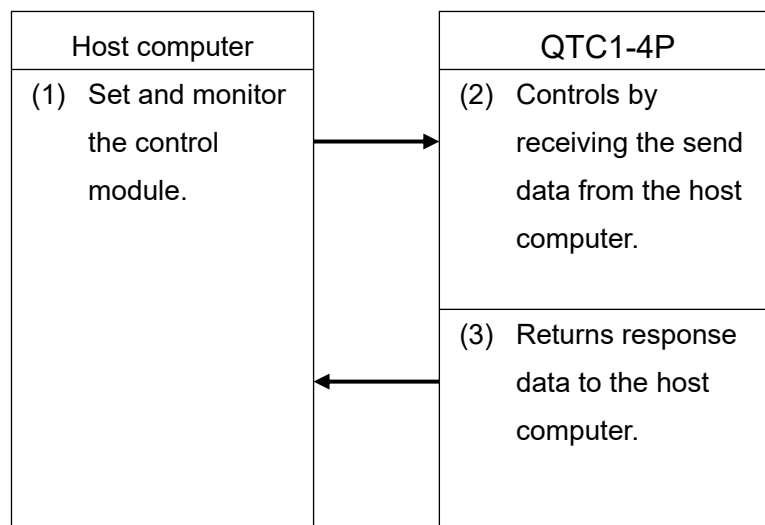 Host computer
(1) Set and monitor
the control
module.
QTC1-4P
(2) Controls by
receiving the send
data from the host
computer.
(3) Returns response
data to the host
computer.